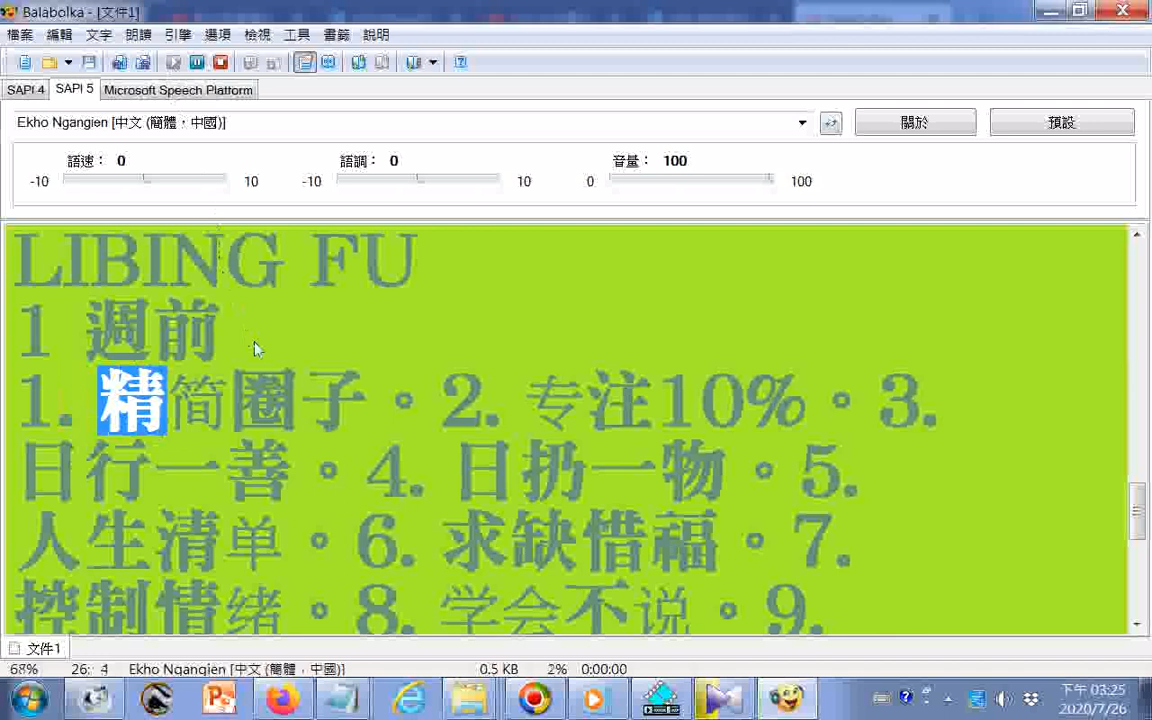 Balabolka - [文件1]
檔案 編輯 文字 朗讀 引擎 選項 檢視 工具 書籤 說明
SAPI 4 SAPI 5 Microsoft Speech Platform
Ekho Ngangien [中文 (簡體，中國)] 關於 預設
語速： 0 語調： 0 音量： 100
-10 10 -10 10 0 100
LIBING FU
1 週前
1. 精简圈子。2. 专注10%。3.
日行一善。4. 日扔一物。5.
人生清单。6. 求缺惜福。7.
控制情绪。8. 学会不说。9.
文件1
68% 26: 4 Ekho Ngangien [中文 (簡體，中國)] 0.5 KB 2% 0:00:00
下午 03:25
2020/7/26